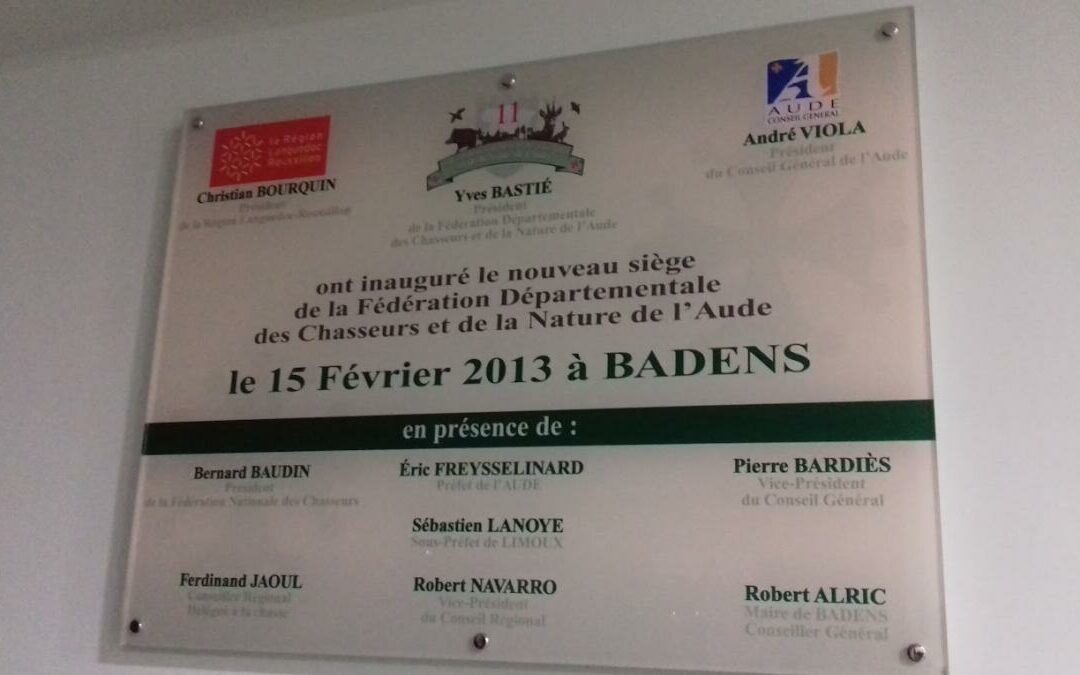 la Région
Languedoc
Roussillon
Christian BOURQUIN
Président
de la Région Languedoc-Roussillon
11
Yves BASTIÉ
Président
de la Fédération Départementale
des Chasseurs et de la Nature de l'Aude
AUDE
CONSEIL GENERAL
André VIOLA
Président
du Conseil Général de l'Aude
ont inauguré le nouveau siège
de la Fédération Départementale
des Chasseurs et de la Nature de l'Aude
le 15 Février 2013 à BADENS
en présence de :
Bernard BAUDIN
Président
de la Fédération Nationale des Chasseurs
Éric FREYSSELINARD
Préfet de l'AUDE
Pierre BARDIÈS
Vice-Président
du Conseil Général
Sébastien LANOYE
Sous-Préfet de LIMOUX
Ferdinand JAOUL
Conseiller Régional
Délégué à la chasse
Robert NAVARRO
Vice-Président
du Conseil Régional
Robert ALRIC
Maire de BADENS
Conseiller Général